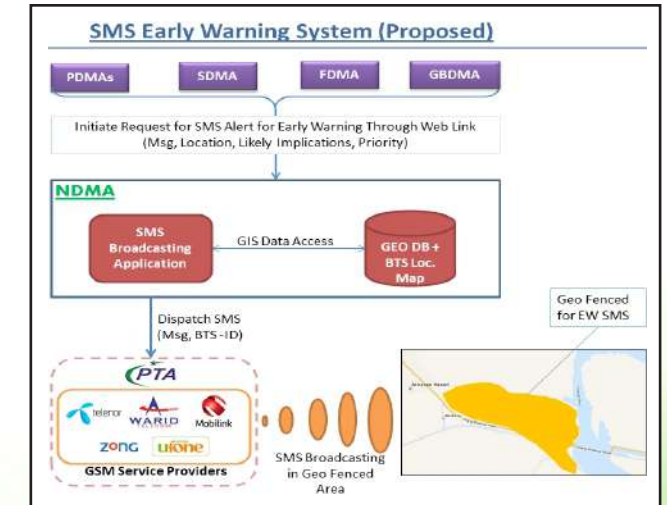 SMS Early Warning System (Proposed)
PDMAs
SDMA
FDMA
GBDMA
Initiate Request for SMS Alert for Early Warning Through Web Link
(Msg, Location, Likely Implications, Priority)
NDMA
SMS
Broadcasting
Application
GIS Data Access
GEO DB+
BTS Loc.
Map
Dispatch SMS
(Msg, BTS-ID)
Geo Fenced
for EW SMS
PTA
telenor
WARID
Mobilink
ZONG
ufone
GSM Service Providers
SMS Broadcasting
in Geo Fenced
Area